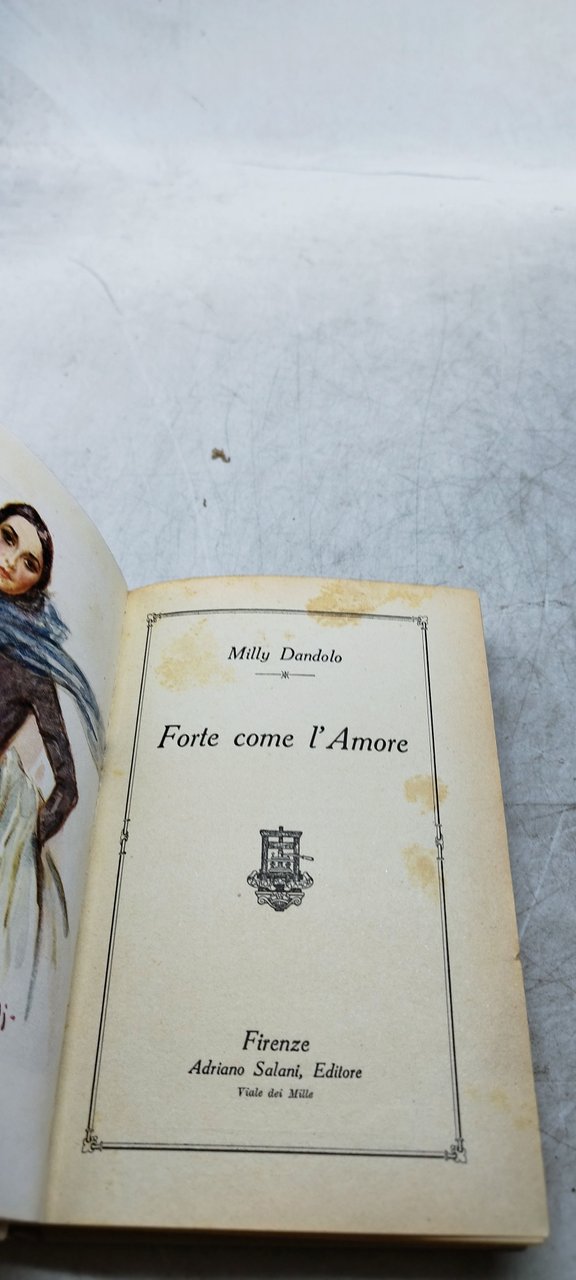 Milly Dandolo
Forte come l'Amore
Firenze
Adriano Salani, Editore
Viale dei Mille